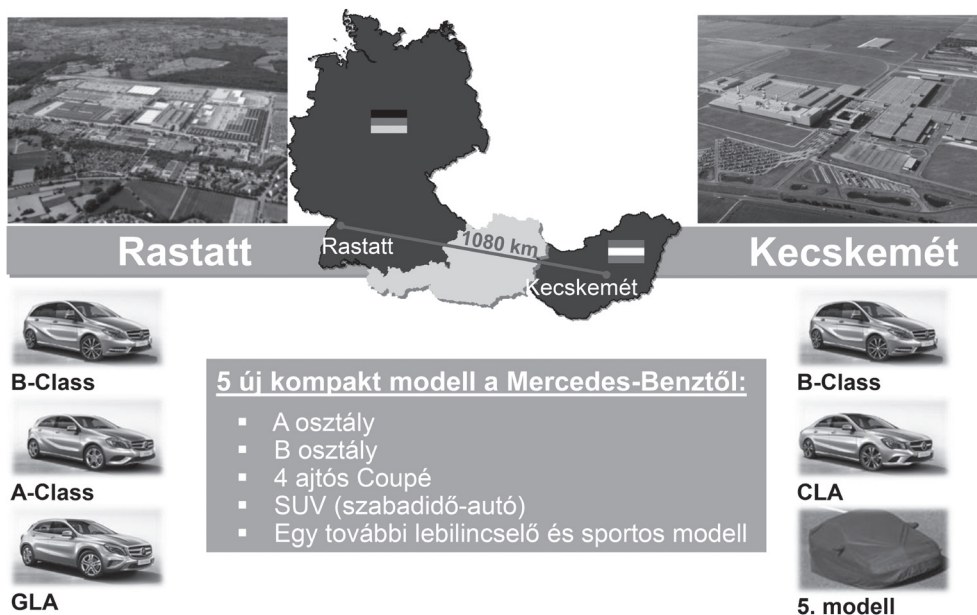 Rastatt
Rastatt
1080 km
Kecskemét
Kecskemét
B-Class
A-Class
GLA
5 új kompakt modell a Mercedes-Benztől:
▪ A osztály
▪ B osztály
▪ 4 ajtós Coupé
▪ SUV (szabadidő-autó)
▪ Egy további lebilincselő és sportos modell
B-Class
CLA
5. modell